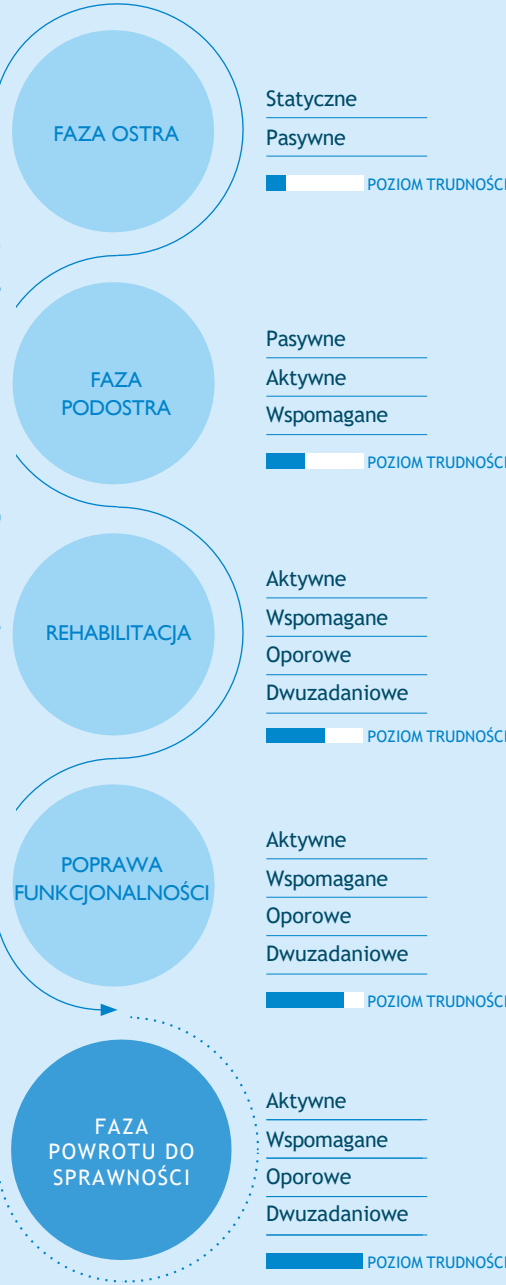 FAZA OSTRA
Statyczne
Pasywne
POZIOM TRUDNOŚCI
FAZA
PODOSTRA
Pasywne
Aktywne
Wspomagane
POZIOM TRUDNOŚCI
REHABILITACJA
Aktywne
Wspomagane
Oporowe
Dwuzadaniowe
POZIOM TRUDNOŚCI
POPRAWA
FUNKCJONALNOŚCI
Aktywne
Wspomagane
Oporowe
Dwuzadaniowe
POZIOM TRUDNOŚCI
FAZA
POWROTU DO
SPRAWNOŚCI
Aktywne
Wspomagane
Oporowe
Dwuzadaniowe
POZIOM TRUDNOŚCI